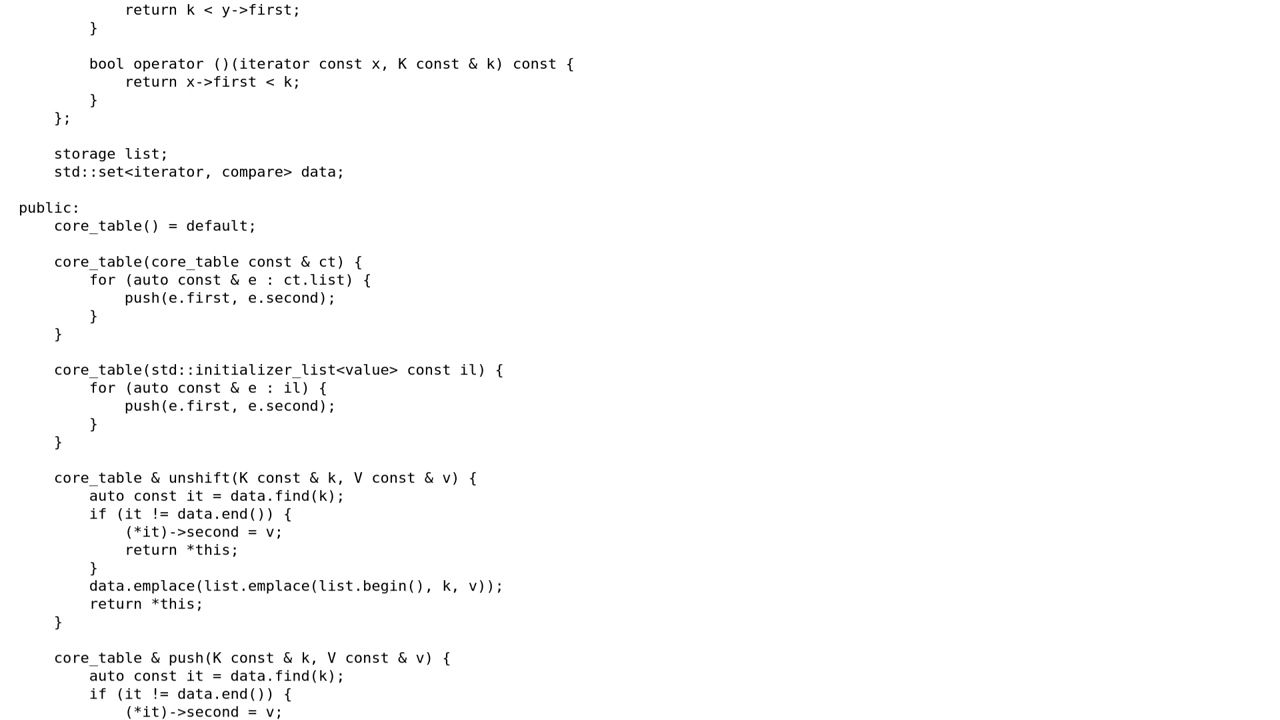 return k < y->first;
        }

        bool operator ()(iterator const x, K const & k) const {
            return x->first < k;
        }
    };

    storage list;
    std::set<iterator, compare> data;

public:
    core_table() = default;

    core_table(core_table const & ct) {
        for (auto const & e : ct.list) {
            push(e.first, e.second);
        }
    }

    core_table(std::initializer_list<value> const il) {
        for (auto const & e : il) {
            push(e.first, e.second);
        }
    }

    core_table & unshift(K const & k, V const & v) {
        auto const it = data.find(k);
        if (it != data.end()) {
            (*it)->second = v;
            return *this;
        }
        data.emplace(list.emplace(list.begin(), k, v));
        return *this;
    }

    core_table & push(K const & k, V const & v) {
        auto const it = data.find(k);
        if (it != data.end()) {
            (*it)->second = v;